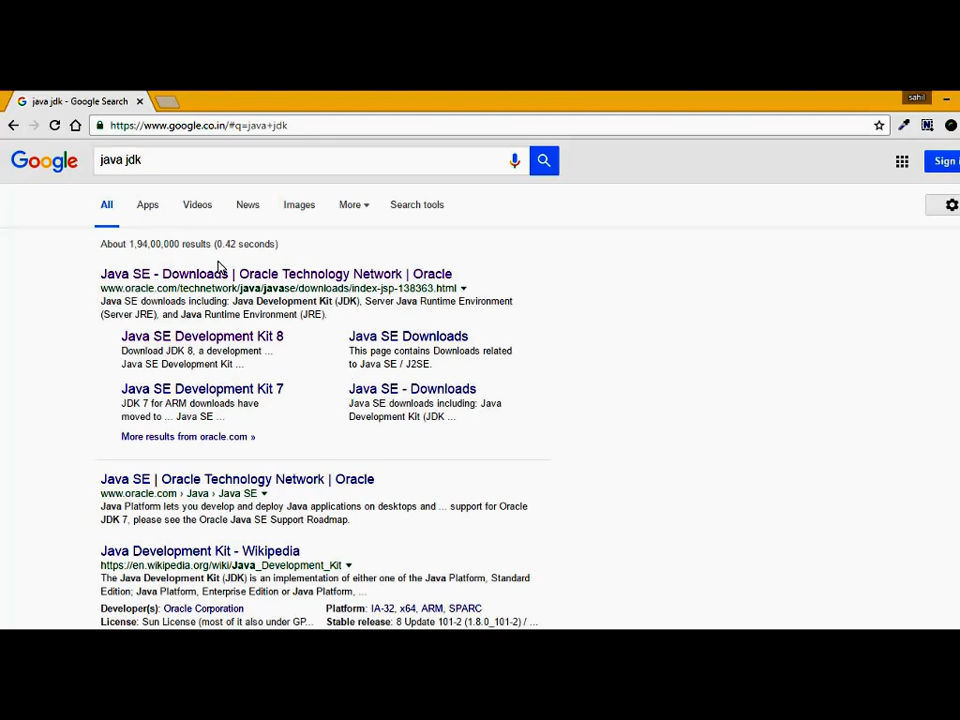 java jdk - Google Search
sahil
https://www.google.co.in/#q=java+jdk
Google
java jdk
Sign
All Apps Videos News Images More Search tools
About 1,94,00,000 results (0.42 seconds)
Java SE - Downloads | Oracle Technology Network | Oracle
www.oracle.com/technetwork/java/javase/downloads/index-jsp-138363.html
Java SE downloads including: Java Development Kit (JDK), Server Java Runtime Environment
(Server JRE), and Java Runtime Environment (JRE).
Java SE Development Kit 8
Download JDK 8, a development ...
Java SE Development Kit ...
Java SE Downloads
This page contains Downloads related
to Java SE / J2SE.
Java SE Development Kit 7
JDK 7 for ARM downloads have
moved to ... Java SE ...
Java SE - Downloads
Java SE downloads including: Java
Development Kit (JDK ...
More results from oracle.com »
Java SE | Oracle Technology Network | Oracle
www.oracle.com › Java › Java SE
Java Platform lets you develop and deploy Java applications on desktops and ... support for Oracle
JDK 7, please see the Oracle Java SE Support Roadmap.
Java Development Kit - Wikipedia
https://en.wikipedia.org/wiki/Java_Development_Kit
The Java Development Kit (JDK) is an implementation of either one of the Java Platform, Standard
Edition; Java Platform, Enterprise Edition or Java Platform, ...
Developer(s): Oracle Corporation Platform: IA-32, x64, ARM, SPARC
License: Sun License (most of it also under GP... Stable release: 8 Update 101-2 (1.8.0_101-2) / ...